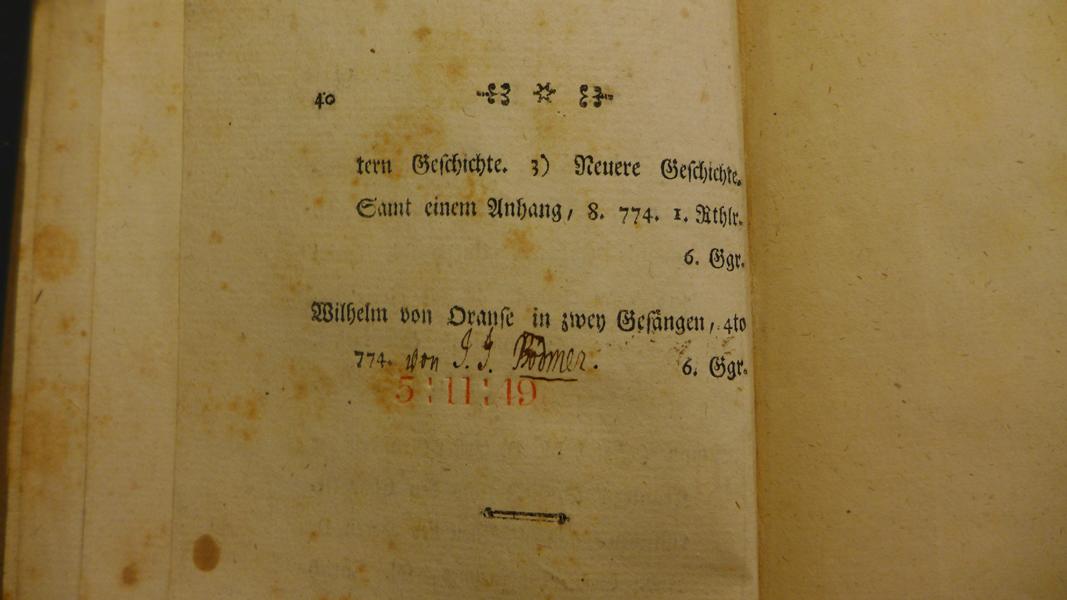 40
tern Geschichte. 3) Neuere Geschichte.
Samt einem Anhang, 8. 774. 1. Rthlr.
6. Ggr.
Wilhelm von Oranse in zwey Gesängen, 4to
774. von J. J. Bodmer. 6. Ggr.
5:11:49